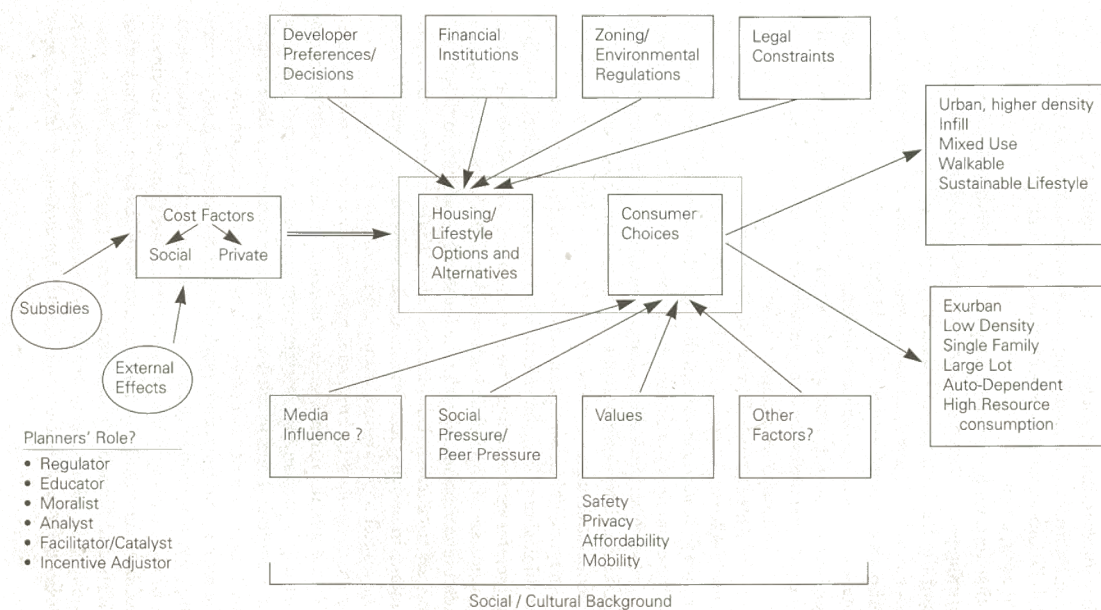 Developer
Preferences/
Decisions
Financial
Institutions
Zoning/
Environmental
Regulations
Legal
Constraints
Urban, higher density
Infill
Mixed Use
Walkable
Sustainable Lifestyle
Cost Factors
Social
Private
Housing/
Lifestyle
Options and
Alternatives
Consumer
Choices
Subsidies
External
Effects
Exurban
Low Density
Single Family
Large Lot
Auto-Dependent
High Resource
consumption
Media
Influence ?
Social
Pressure/
Peer Pressure
Values
Other
Factors?
Safety
Privacy
Affordability
Mobility
Planners' Role?
• Regulator
• Educator
• Moralist
• Analyst
• Facilitator/Catalyst
• Incentive Adjustor
Social / Cultural Background